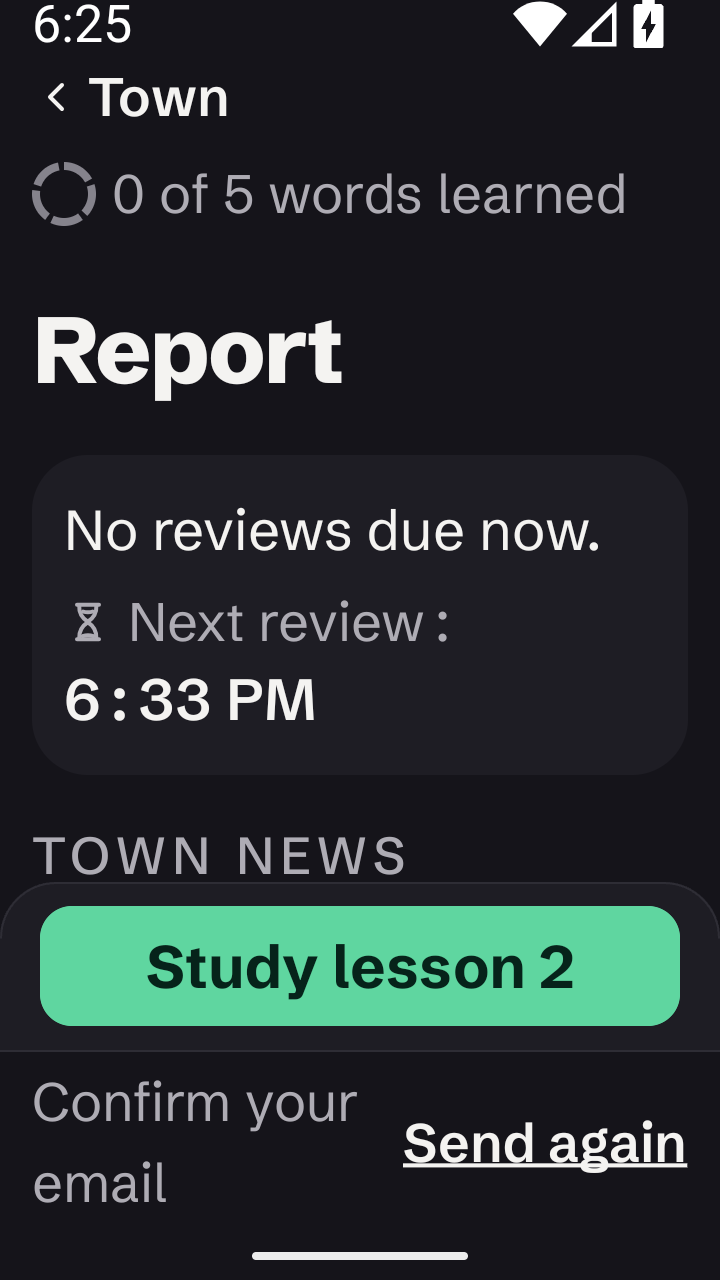 6:25
Town
0 of 5 words learned
Report
No reviews due now.
Next review :
6 : 33 PM
TOWN NEWS
Study lesson 2
Confirm your
email
Send again